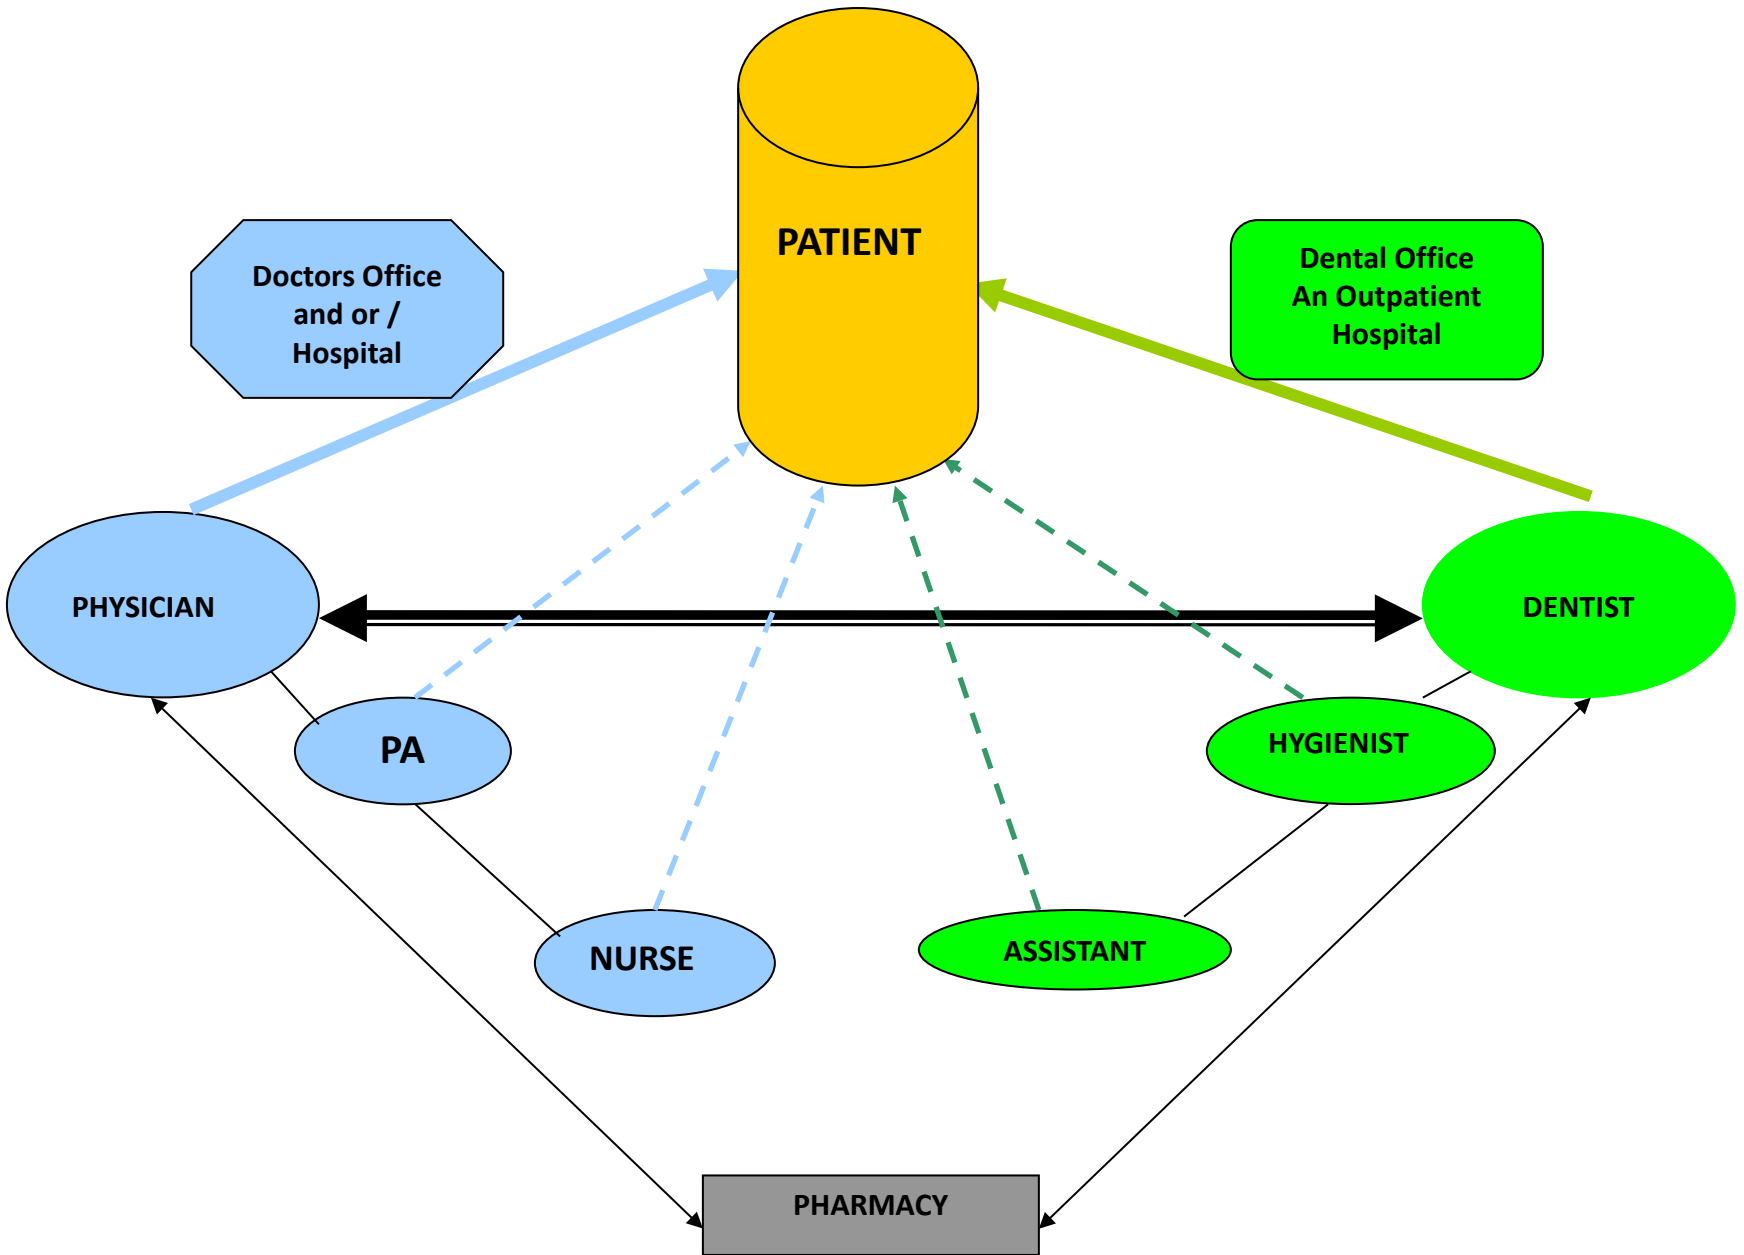 PATIENT
Doctors Office
and or /
Hospital
Dental Office
An Outpatient
Hospital
PHYSICIAN
DENTIST
PA
HYGIENIST
NURSE
ASSISTANT
PHARMACY